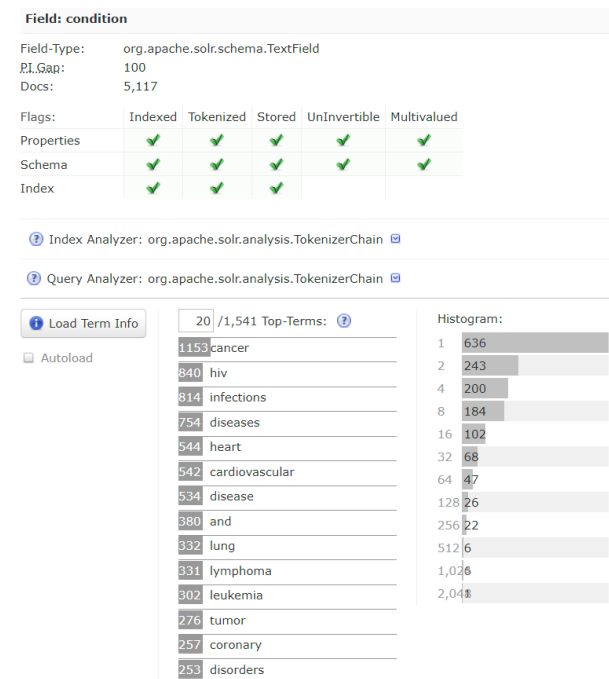 Field: condition
Field-Type: org.apache.solr.schema.TextField
PI Gap: 100
Docs: 5,117
Flags: Indexed Tokenized Stored UnInvertible Multivalued
Properties
Schema
Index
Index Analyzer: org.apache.solr.analysis.TokenizerChain
Query Analyzer: org.apache.solr.analysis.TokenizerChain
Load Term Info
Autoload
20 /1,541 Top-Terms:
1153 cancer
840 hiv
814 infections
754 diseases
544 heart
542 cardiovascular
534 disease
380 and
332 lung
331 lymphoma
302 leukemia
276 tumor
257 coronary
253 disorders
Histogram:
1 636
2 243
4 200
8 184
16 102
32 68
64 47
128 26
256 22
512 6